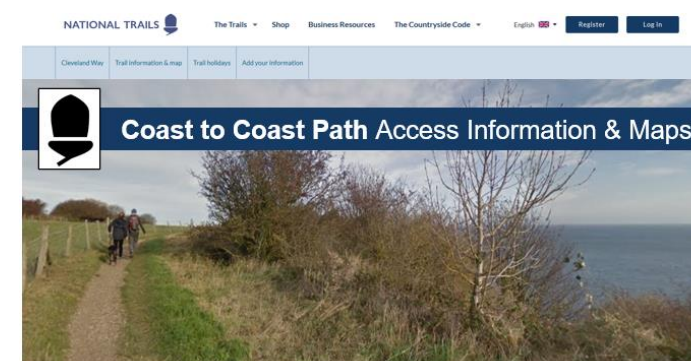 NATIONAL TRAILS The Trails Shop Business Resources The Countryside Code English Register Log In
Cleveland Way Trail information & map Trail holidays Add your information
Coast to Coast Path Access Information & Maps